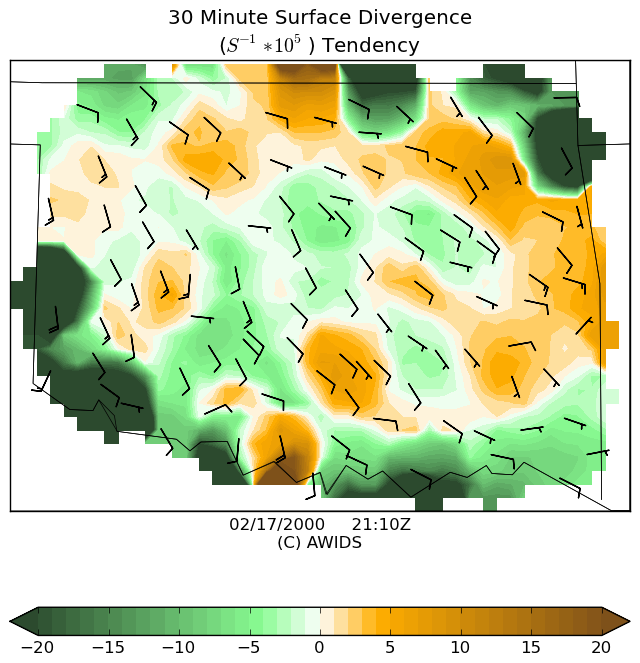 30 Minute Surface Divergence
(S⁻¹ * 10⁵ ) Tendency
02/17/2000 21:10Z
(C) AWIDS
−20 −15 −10 −5 0 5 10 15 20